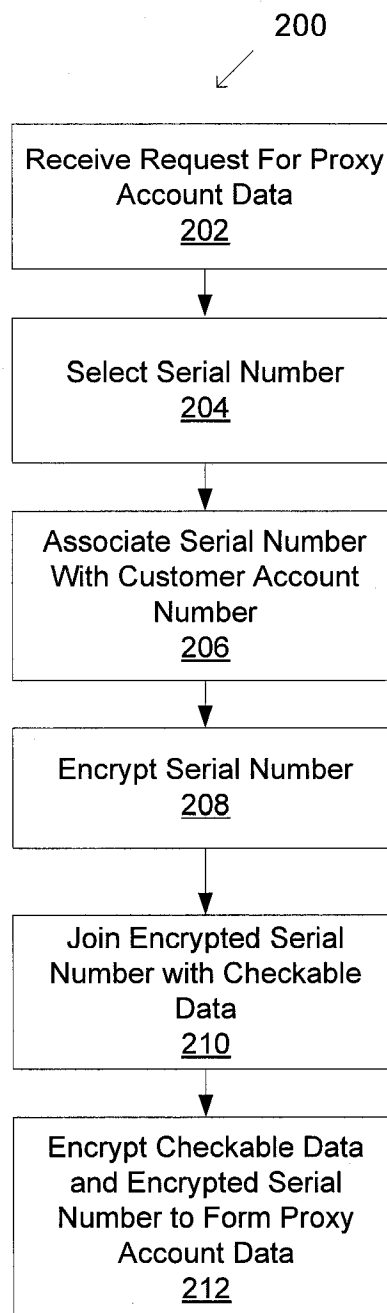 200
Receive Request For Proxy
Account Data
202
Select Serial Number
204
Associate Serial Number
With Customer Account
Number
206
Encrypt Serial Number
208
Join Encrypted Serial
Number with Checkable
Data
210
Encrypt Checkable Data
and Encrypted Serial
Number to Form Proxy
Account Data
212